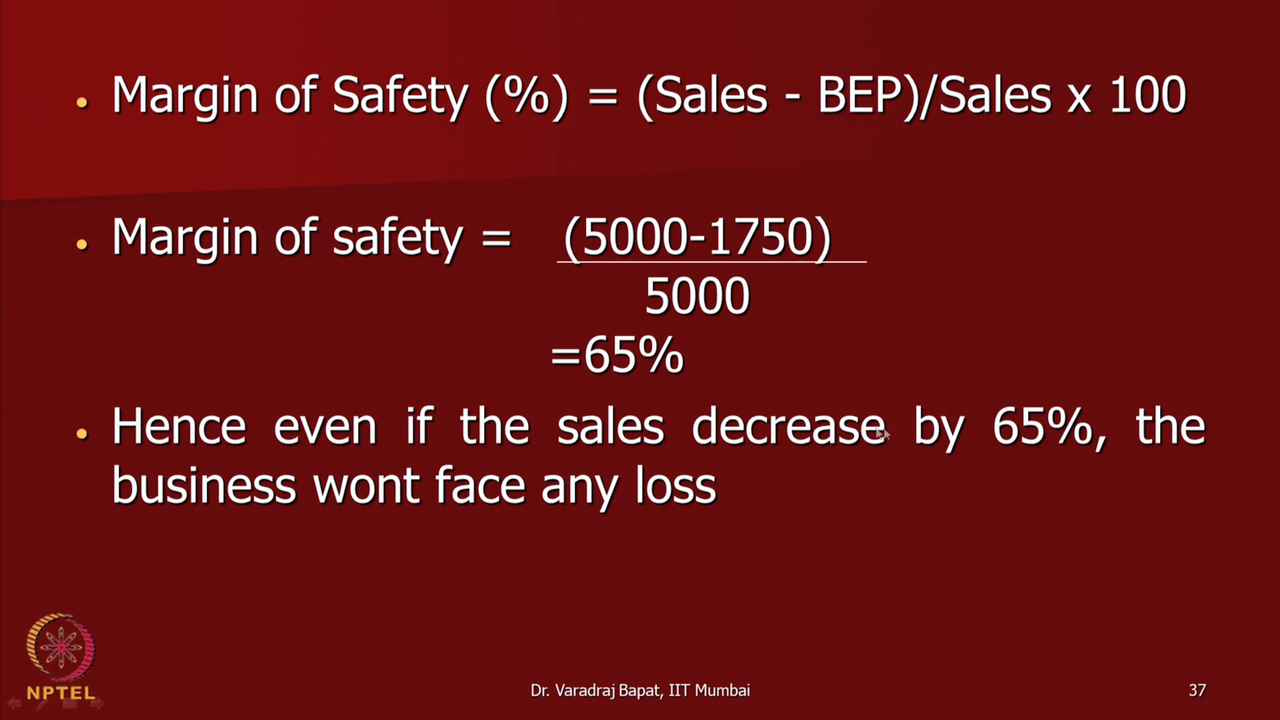 Margin of Safety (%) = (Sales - BEP)/Sales x 100
Margin of safety = (5000-1750)
5000
=65%
Hence even if the sales decrease by 65%, the
business wont face any loss
NPTEL
Dr. Varadraj Bapat, IIT Mumbai
37